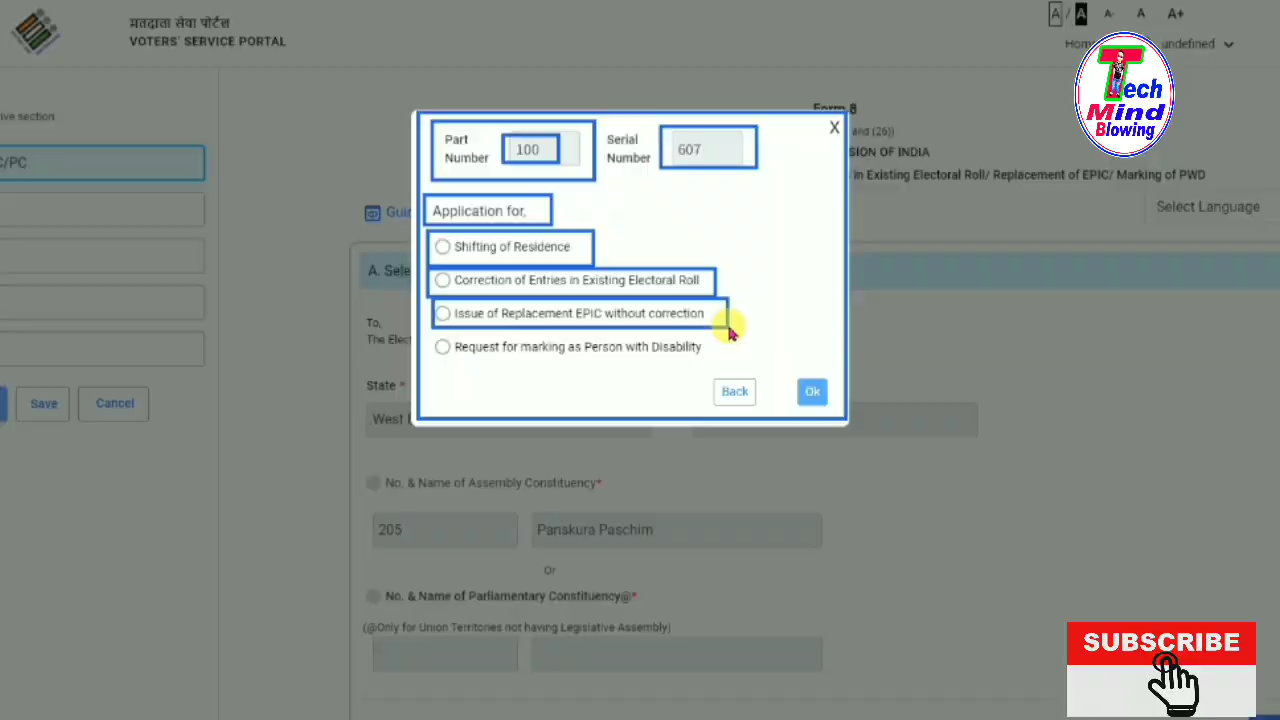 मतदाता सेवा पोर्टल
VOTERS' SERVICE PORTAL
A / A A- A A+
Home undefined
Tech
Mind
Blowing
ive section
C/PC
Save
Cancel
Form 8
and (26))
SION OF INDIA
s in Existing Electoral Roll/ Replacement of EPIC/ Marking of PWD
Select Language
X
Part Number 100
Serial Number 607
Application for,
Shifting of Residence
Correction of Entries in Existing Electoral Roll
Issue of Replacement EPIC without correction
Request for marking as Person with Disability
Back
Ok
Gui
A. Sele
To,
The Elect
State *
West
No. & Name of Assembly Constituency*
205
Panskura Paschim
Or
No. & Name of Parliamentary Constituency@*
(@Only for Union Territories not having Legislative Assembly)
SUBSCRIBE